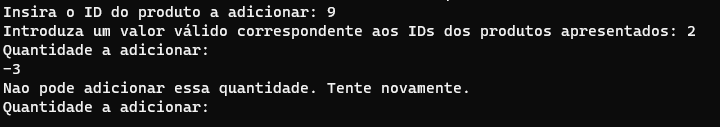 Insira o ID do produto a adicionar: 9
Introduza um valor válido correspondente aos IDs dos produtos apresentados: 2
Quantidade a adicionar:
-3
Nao pode adicionar essa quantidade. Tente novamente.
Quantidade a adicionar: